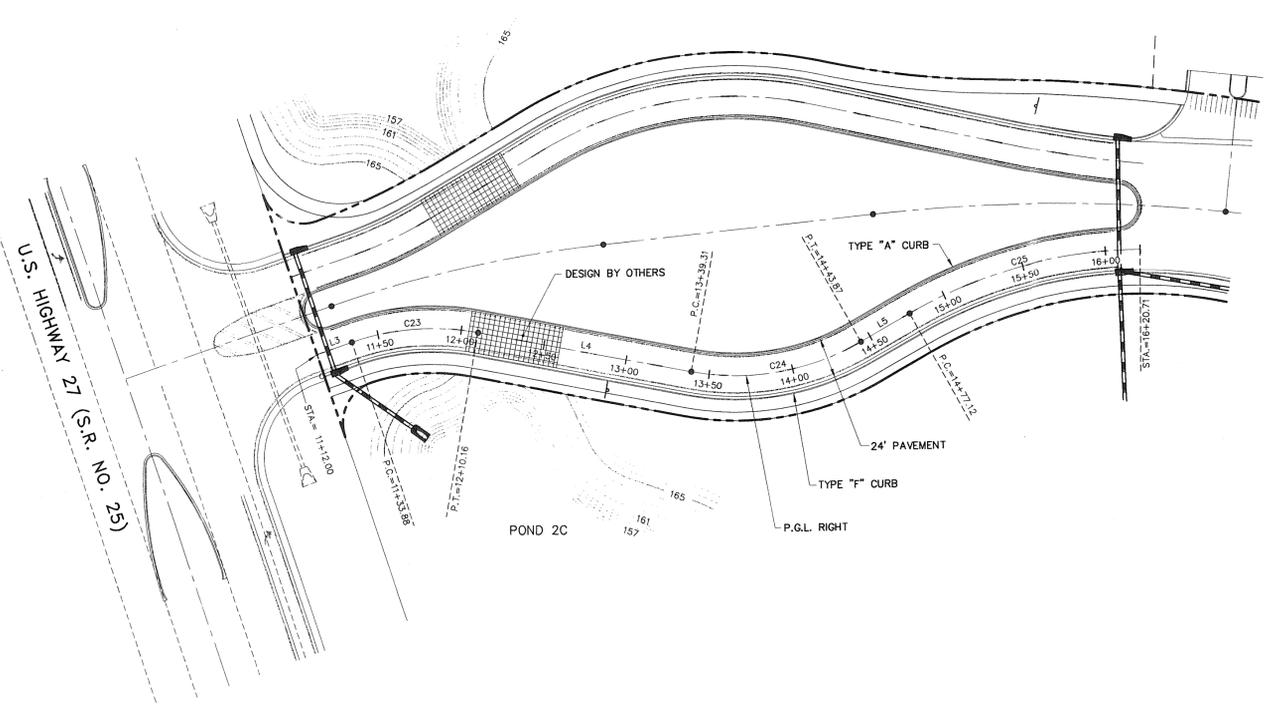 165
157
161
165
U.S. HIGHWAY 27 (S.R. NO. 25)
TYPE "A" CURB
DESIGN BY OTHERS
P.C.=13+39.31
P.T.=14+43.87
C25
16+00
15+50
15+00
L5
14+50
C23
L3
11+50
12+00
L4
13+00
13+50
C24
14+00
STA.=16+20.71
P.C.=14+77.12
STA.= 11+12.00
P.C.=11+33.88
P.T.=12+10.16
24' PAVEMENT
TYPE "F" CURB
P.G.L. RIGHT
165
161
157
POND 2C